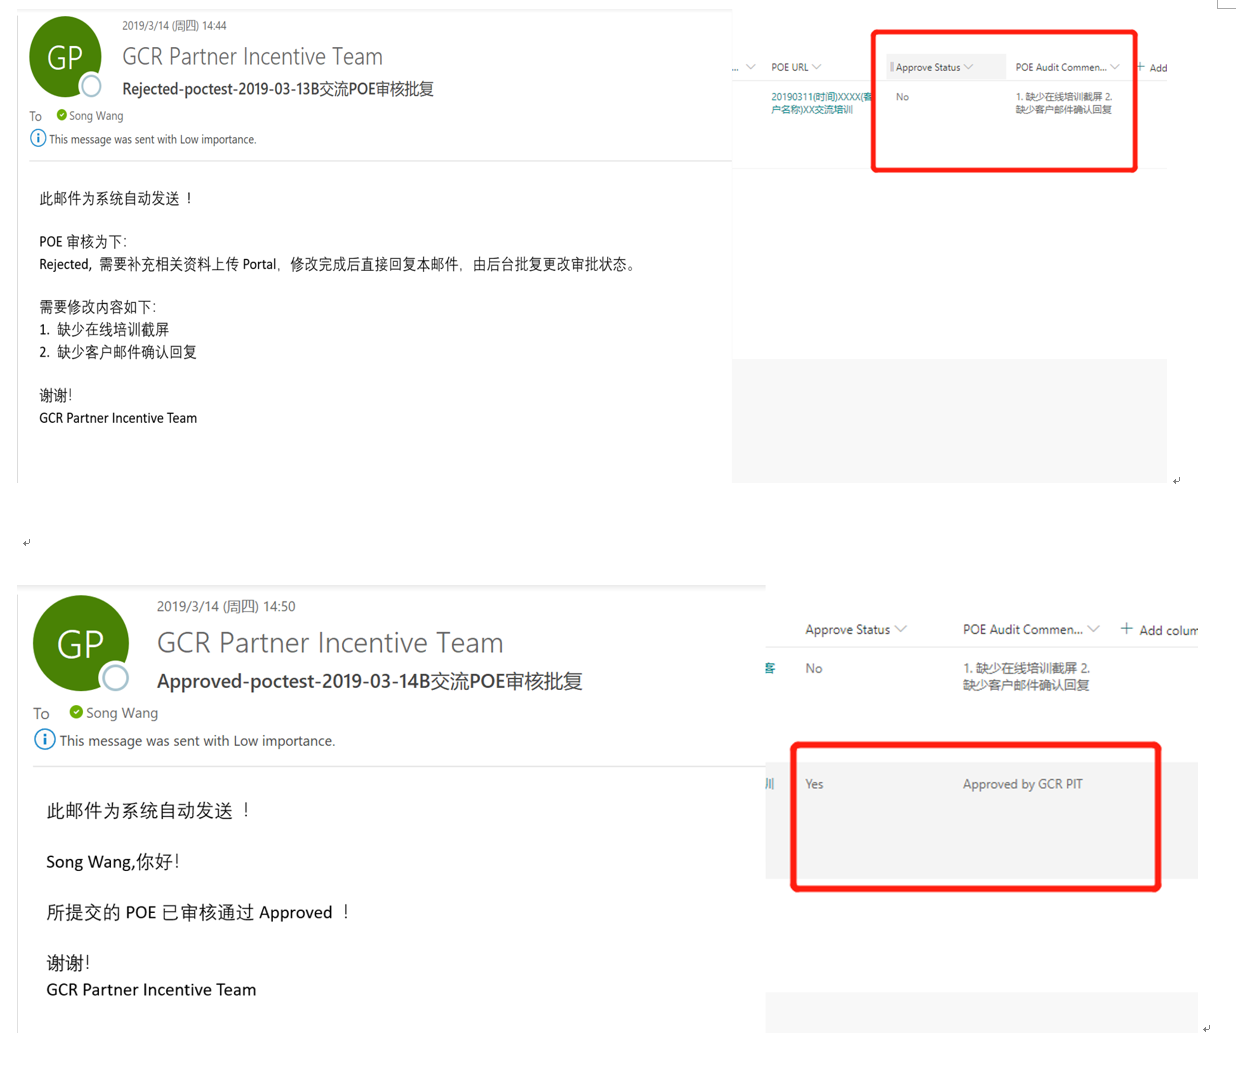 2019/3/14 (周四) 14:44
GP
GCR Partner Incentive Team
Rejected-poctest-2019-03-13B交流POE审核批复
To Song Wang
This message was sent with Low importance.
此邮件为系统自动发送 !
POE 审核为下:
Rejected, 需要补充相关资料上传 Portal, 修改完成后直接回复本邮件, 由后台批复更改审批状态。
需要修改内容如下:
1. 缺少在线培训截屏
2. 缺少客户邮件确认回复
谢谢!
GCR Partner Incentive Team
... POE URL Approve Status POE Audit Commen... + Add
20190311(时间)XXXX(客
户名称)XX交流培训
No
1. 缺少在线培训截屏 2.
缺少客户邮件确认回复
2019/3/14 (周四) 14:50
GP
GCR Partner Incentive Team
Approved-poctest-2019-03-14B交流POE审核批复
To Song Wang
This message was sent with Low importance.
此邮件为系统自动发送 !
Song Wang,你好!
所提交的 POE 已审核通过 Approved !
谢谢!
GCR Partner Incentive Team
Approve Status POE Audit Commen... + Add colum
客 No 1. 缺少在线培训截屏 2.
缺少客户邮件确认回复
训 Yes Approved by GCR PIT